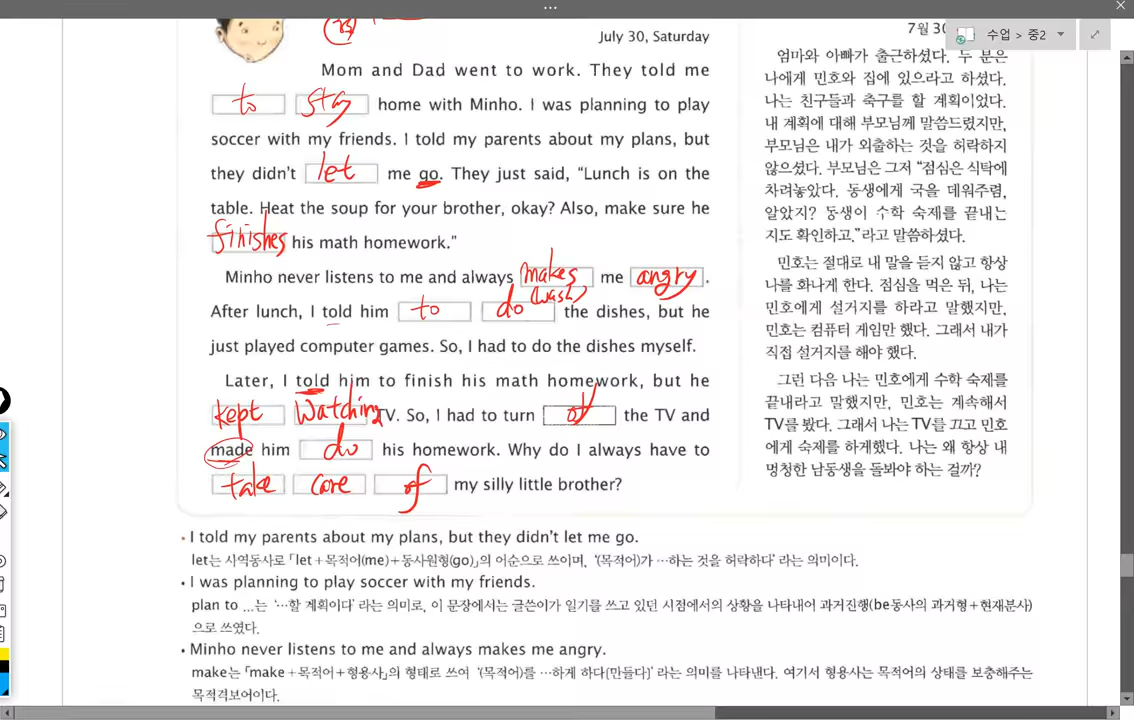 수업 > 중2
July 30, Saturday
Mom and Dad went to work. They told me
to stay home with Minho. I was planning to play
soccer with my friends. I told my parents about my plans, but
they didn't let me go. They just said, "Lunch is on the
table. Heat the soup for your brother, okay? Also, make sure he
finishes his math homework."
Minho never listens to me and always makes me angry.
(wash)
After lunch, I told him to do the dishes, but he
just played computer games. So, I had to do the dishes myself.
Later, I told him to finish his math homework, but he
kept watching TV. So, I had to turn off the TV and
made him do his homework. Why do I always have to
take care of my silly little brother?
7월 30
엄마와 아빠가 출근하셨다. 두 분은
나에게 민호와 집에 있으라고 하셨다.
나는 친구들과 축구를 할 계획이었다.
내 계획에 대해 부모님께 말씀드렸지만,
부모님은 내가 외출하는 것을 허락하지
않으셨다. 부모님은 그저 "점심은 식탁에
차려놓았다. 동생에게 국을 데워주렴,
알았지? 동생이 수학 숙제를 끝내는
지도 확인하고."라고 말씀하셨다.
민호는 절대로 내 말을 듣지 않고 항상
나를 화나게 한다. 점심을 먹은 뒤, 나는
민호에게 설거지를 하라고 말했지만,
민호는 컴퓨터 게임만 했다. 그래서 내가
직접 설거지를 해야 했다.
그런 다음 나는 민호에게 수학 숙제를
끝내라고 말했지만, 민호는 계속해서
TV를 봤다. 그래서 나는 TV를 끄고 민호
에게 숙제를 하게했다. 나는 왜 항상 내
멍청한 남동생을 돌봐야 하는 걸까?
• I told my parents about my plans, but they didn't let me go.
let는 사역동사로 「let+목적어(me)+동사원형(go)」의 어순으로 쓰이며, '(목적어)가 …하는 것을 허락하다' 라는 의미이다.
• I was planning to play soccer with my friends.
plan to ...는 '…할 계획이다' 라는 의미로, 이 문장에서는 글쓴이가 일기를 쓰고 있던 시점에서의 상황을 나타내어 과거진행(be동사의 과거형+현재분사)
으로 쓰였다.
• Minho never listens to me and always makes me angry.
make는 「make+목적어+형용사」의 형태로 쓰여 '(목적어)를 …하게 하다[만들다]' 라는 의미를 나타낸다. 여기서 형용사는 목적어의 상태를 보충해주는
목적격보어이다.